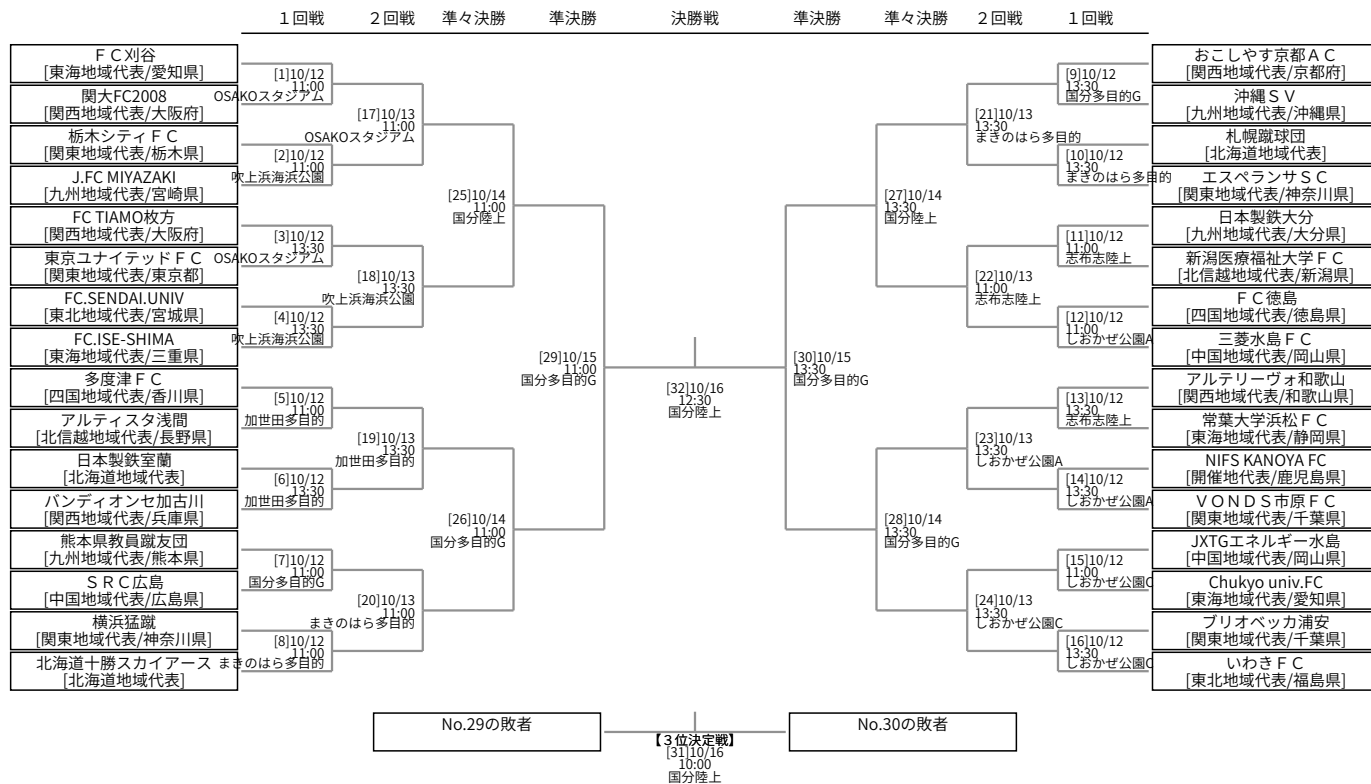 １回戦
２回戦
準々決勝
準決勝
決勝戦
準決勝
準々決勝
２回戦
１回戦
ＦＣ刈谷
[東海地域代表/愛知県]
関大FC2008
[関西地域代表/大阪府]
栃木シティＦＣ
[関東地域代表/栃木県]
J.FC MIYAZAKI
[九州地域代表/宮崎県]
FC TIAMO枚方
[関西地域代表/大阪府]
東京ユナイテッドＦＣ
[関東地域代表/東京都]
FC.SENDAI.UNIV
[東北地域代表/宮城県]
FC.ISE-SHIMA
[東海地域代表/三重県]
多度津ＦＣ
[四国地域代表/香川県]
アルティスタ浅間
[北信越地域代表/長野県]
日本製鉄室蘭
[北海道地域代表]
バンディオンセ加古川
[関西地域代表/兵庫県]
熊本県教員蹴友団
[九州地域代表/熊本県]
ＳＲＣ広島
[中国地域代表/広島県]
横浜猛蹴
[関東地域代表/神奈川県]
北海道十勝スカイアース
[北海道地域代表]
[1]10/12
11:00
OSAKOスタジアム
[2]10/12
11:00
吹上浜海浜公園
[3]10/12
13:30
OSAKOスタジアム
[4]10/12
13:30
吹上浜海浜公園
[5]10/12
11:00
加世田多目的
[6]10/12
13:30
加世田多目的
[7]10/12
11:00
国分多目的G
[8]10/12
11:00
まきのはら多目的
[17]10/13
11:00
OSAKOスタジアム
[18]10/13
13:30
吹上浜海浜公園
[19]10/13
13:30
加世田多目的
[20]10/13
11:00
まきのはら多目的
[25]10/14
11:00
国分陸上
[26]10/14
11:00
国分多目的G
[29]10/15
11:00
国分多目的G
[32]10/16
12:30
国分陸上
[30]10/15
13:30
国分多目的G
[27]10/14
13:30
国分陸上
[28]10/14
13:30
国分多目的G
[21]10/13
13:30
まきのはら多目的
[22]10/13
11:00
志布志陸上
[23]10/13
13:30
しおかぜ公園A
[24]10/13
13:30
しおかぜ公園C
[9]10/12
13:30
国分多目的G
[10]10/12
13:30
まきのはら多目的
[11]10/12
11:00
志布志陸上
[12]10/12
11:00
しおかぜ公園A
[13]10/12
13:30
志布志陸上
[14]10/12
13:30
しおかぜ公園A
[15]10/12
11:00
しおかぜ公園C
[16]10/12
13:30
しおかぜ公園C
おこしやす京都ＡＣ
[関西地域代表/京都府]
沖縄ＳＶ
[九州地域代表/沖縄県]
札幌蹴球団
[北海道地域代表]
エスペランサＳＣ
[関東地域代表/神奈川県]
日本製鉄大分
[九州地域代表/大分県]
新潟医療福祉大学ＦＣ
[北信越地域代表/新潟県]
ＦＣ徳島
[四国地域代表/徳島県]
三菱水島ＦＣ
[中国地域代表/岡山県]
アルテリーヴォ和歌山
[関西地域代表/和歌山県]
常葉大学浜松ＦＣ
[東海地域代表/静岡県]
NIFS KANOYA FC
[開催地代表/鹿児島県]
ＶＯＮＤＳ市原ＦＣ
[関東地域代表/千葉県]
JXTGエネルギー水島
[中国地域代表/岡山県]
Chukyo univ.FC
[東海地域代表/愛知県]
ブリオベッカ浦安
[関東地域代表/千葉県]
いわきＦＣ
[東北地域代表/福島県]
No.29の敗者
【３位決定戦】
[31]10/16
10:00
国分陸上
No.30の敗者